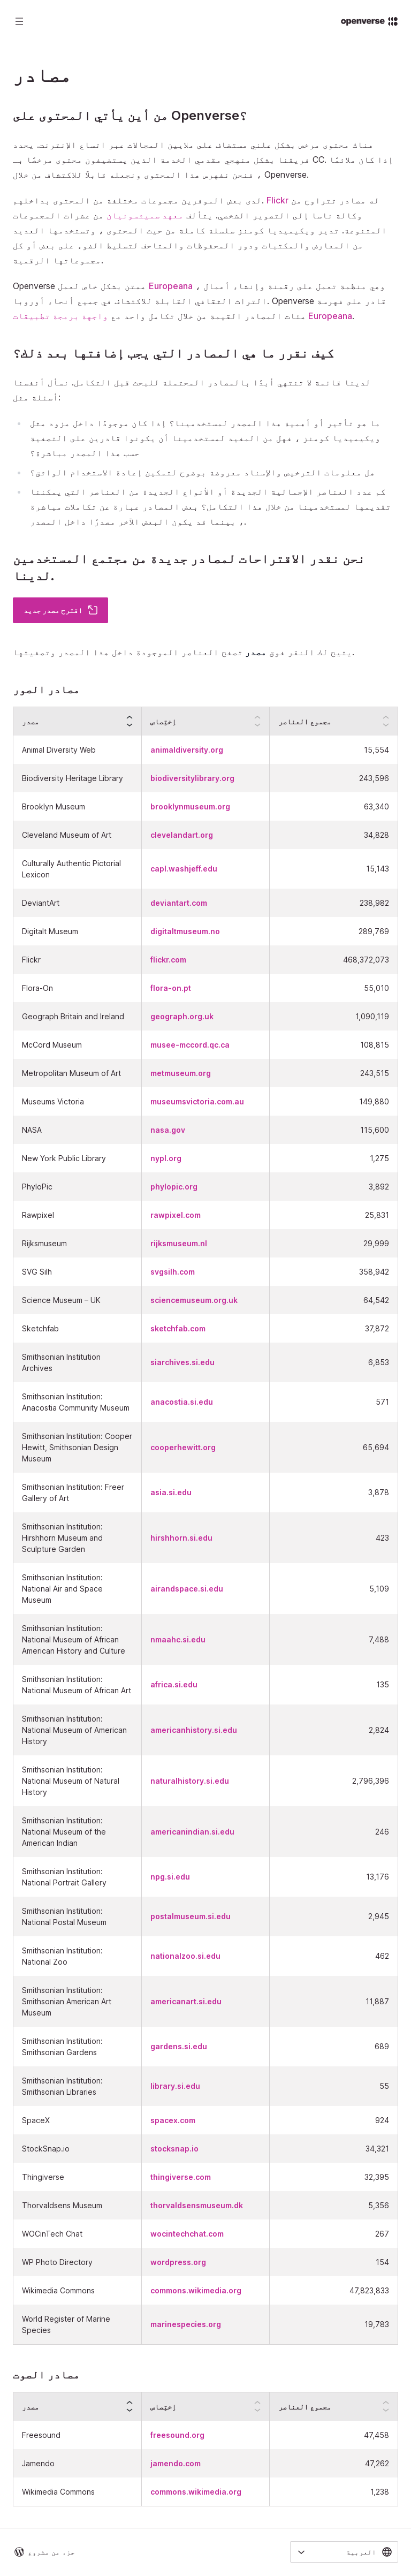 openverse
مصادر
من أين يأتي المحتوى على Openverse؟
هناك محتوى مرخص بشكل علني مستضاف على ملايين المجالات عبر اتساع الإنترنت. يحدد
فريقنا بشكل منهجي مقدمي الخدمة الذين يستضيفون محتوى مرخصًا بـ CC. إذا كان ملائمًا
، فنحن نفهرس هذا المحتوى ونجعله قابلًا للاكتشاف من خلال Openverse.
لدى بعض الموفرين مجموعات مختلفة من المحتوى بداخلهم. Flickr له مصادر تتراوح من
وكالة ناسا إلى التصوير الشخصي. يتألف معهد سميثسونيان من عشرات المجموعات
المتنوعة. تدير ويكيميديا كومنز سلسلة كاملة من حيث المحتوى ، وتستخدمها العديد
من المعارض والمكتبات ودور المحفوظات والمتاحف لتسليط الضوء على بعض أو كل
مجموعاتها الرقمية.
Openverse ممتن بشكل خاص لعمل Europeana ، وهي منظمة تعمل على رقمنة وإنشاء أعمال
التراث الثقافي القابلة للاكتشاف في جميع أنحاء أوروبا. Openverse قادر على فهرسة
مئات المصادر القيمة من خلال تكامل واحد مع واجهة برمجة تطبيقات Europeana.
كيف نقرر ما هي المصادر التي يجب إضافتها بعد ذلك؟
لدينا قائمة لا تنتهي أبدًا بالمصادر المحتملة للبحث قبل التكامل. نسأل أنفسنا
أسئلة مثل:
ما هو تأثير أو أهمية هذا المصدر لمستخدمينا؟ إذا كان موجودًا داخل مزود مثل
ويكيميديا كومنز ، فهل من المفيد لمستخدمينا أن يكونوا قادرين على التصفية
حسب هذا المصدر مباشرة؟
هل معلومات الترخيص والإسناد معروضة بوضوح لتمكين إعادة الاستخدام الواثق؟
كم عدد العناصر الإجمالية الجديدة أو الأنواع الجديدة من العناصر التي يمكننا
تقديمها لمستخدمينا من خلال هذا التكامل؟ بعض المصادر عبارة عن تكاملات مباشرة
، بينما قد يكون البعض الآخر مصدرًا داخل المصدر.
نحن نقدر الاقتراحات لمصادر جديدة من مجتمع المستخدمين
لدينا.
اقترح مصدر جديد
يتيح لك النقر فوق مصدر تصفح العناصر الموجودة داخل هذا المصدر وتصفيتها.
مصادر الصور
مصدر	إختِصاص	مجموع العناصر
Animal Diversity Web	animaldiversity.org	15,554
Biodiversity Heritage Library	biodiversitylibrary.org	243,596
Brooklyn Museum	brooklynmuseum.org	63,340
Cleveland Museum of Art	clevelandart.org	34,828
Culturally Authentic Pictorial Lexicon	capl.washjeff.edu	15,143
DeviantArt	deviantart.com	238,982
Digitalt Museum	digitaltmuseum.no	289,769
Flickr	flickr.com	468,372,073
Flora-On	flora-on.pt	55,010
Geograph Britain and Ireland	geograph.org.uk	1,090,119
McCord Museum	musee-mccord.qc.ca	108,815
Metropolitan Museum of Art	metmuseum.org	243,515
Museums Victoria	museumsvictoria.com.au	149,880
NASA	nasa.gov	115,600
New York Public Library	nypl.org	1,275
PhyloPic	phylopic.org	3,892
Rawpixel	rawpixel.com	25,831
Rijksmuseum	rijksmuseum.nl	29,999
SVG Silh	svgsilh.com	358,942
Science Museum – UK	sciencemuseum.org.uk	64,542
Sketchfab	sketchfab.com	37,872
Smithsonian Institution Archives	siarchives.si.edu	6,853
Smithsonian Institution: Anacostia Community Museum	anacostia.si.edu	571
Smithsonian Institution: Cooper Hewitt, Smithsonian Design Museum	cooperhewitt.org	65,694
Smithsonian Institution: Freer Gallery of Art	asia.si.edu	3,878
Smithsonian Institution: Hirshhorn Museum and Sculpture Garden	hirshhorn.si.edu	423
Smithsonian Institution: National Air and Space Museum	airandspace.si.edu	5,109
Smithsonian Institution: National Museum of African American History and Culture	nmaahc.si.edu	7,488
Smithsonian Institution: National Museum of African Art	africa.si.edu	135
Smithsonian Institution: National Museum of American History	americanhistory.si.edu	2,824
Smithsonian Institution: National Museum of Natural History	naturalhistory.si.edu	2,796,396
Smithsonian Institution: National Museum of the American Indian	americanindian.si.edu	246
Smithsonian Institution: National Portrait Gallery	npg.si.edu	13,176
Smithsonian Institution: National Postal Museum	postalmuseum.si.edu	2,945
Smithsonian Institution: National Zoo	nationalzoo.si.edu	462
Smithsonian Institution: Smithsonian American Art Museum	americanart.si.edu	11,887
Smithsonian Institution: Smithsonian Gardens	gardens.si.edu	689
Smithsonian Institution: Smithsonian Libraries	library.si.edu	55
SpaceX	spacex.com	924
StockSnap.io	stocksnap.io	34,321
Thingiverse	thingiverse.com	32,395
Thorvaldsens Museum	thorvaldsensmuseum.dk	5,356
WOCinTech Chat	wocintechchat.com	267
WP Photo Directory	wordpress.org	154
Wikimedia Commons	commons.wikimedia.org	47,823,833
World Register of Marine Species	marinespecies.org	19,783
مصادر الصوت
مصدر	إختِصاص	مجموع العناصر
Freesound	freesound.org	47,458
Jamendo	jamendo.com	47,262
Wikimedia Commons	commons.wikimedia.org	1,238
جزء من مشروع
العربية